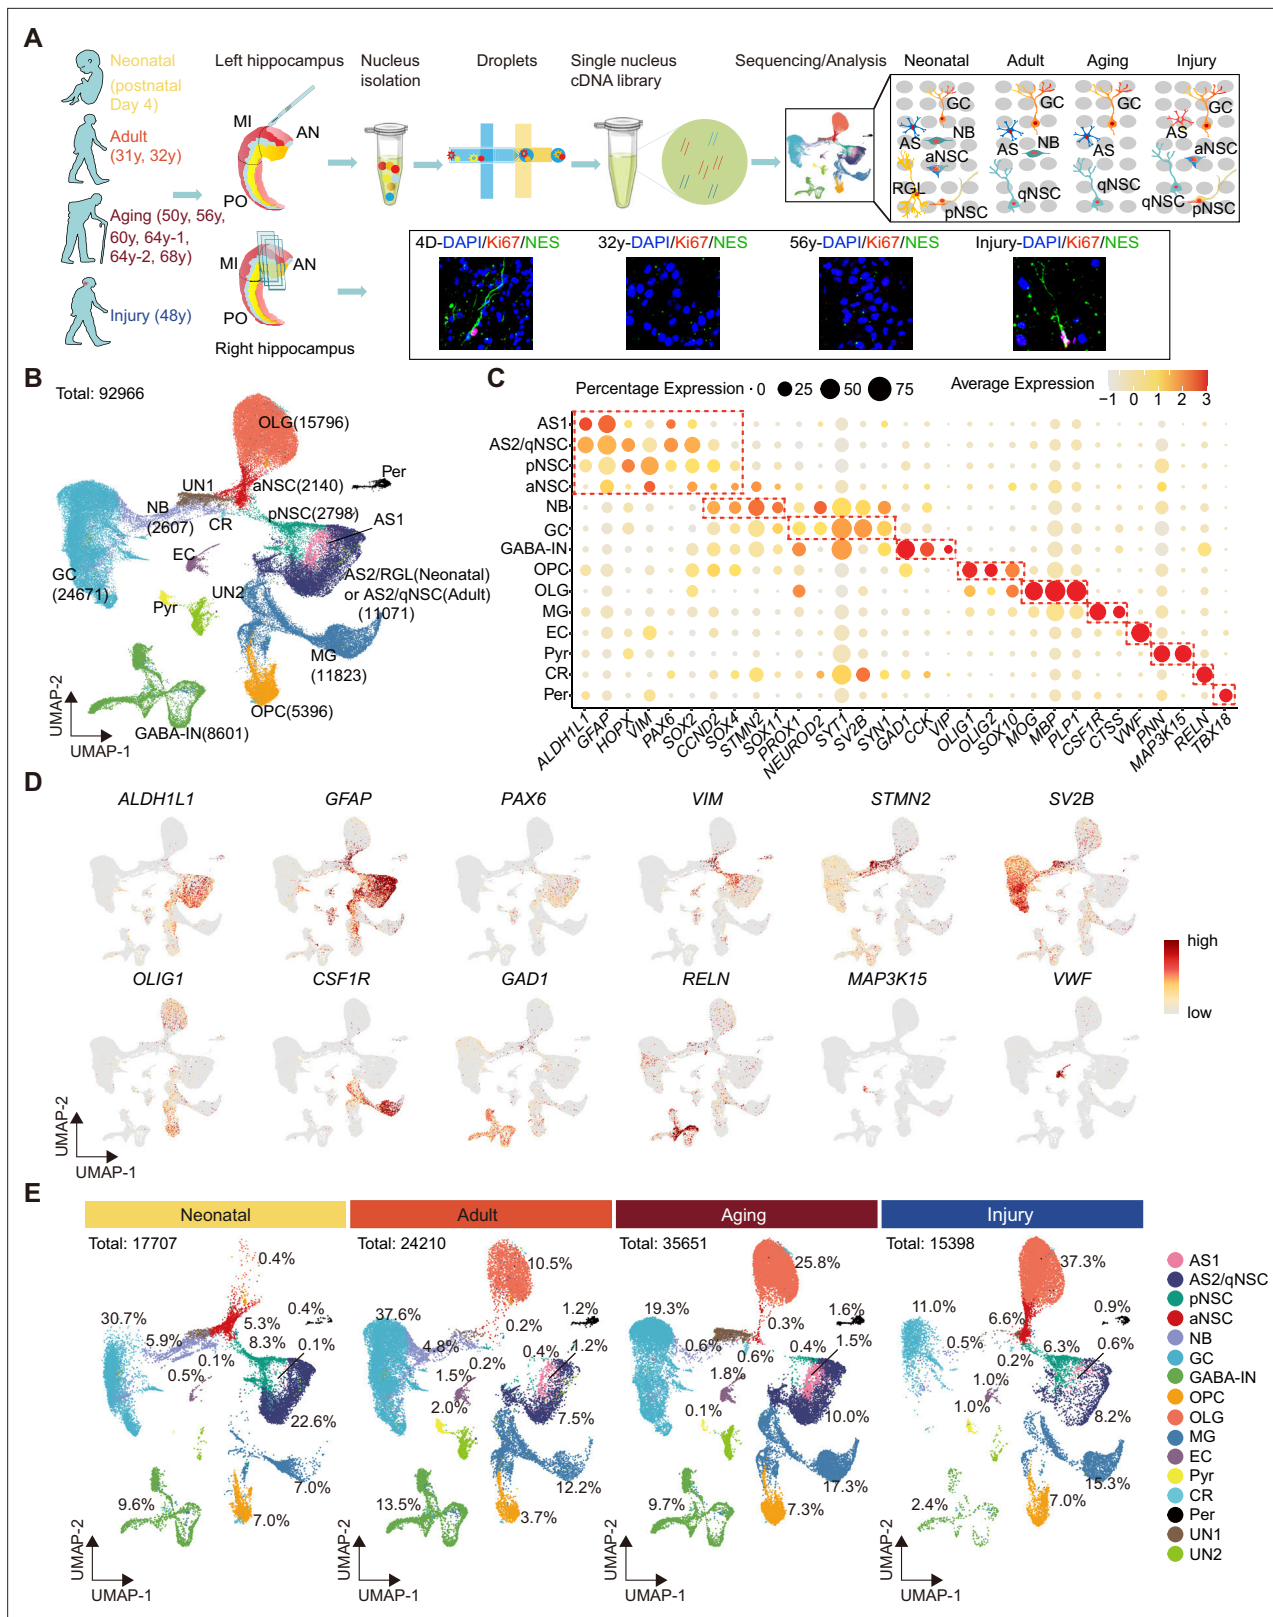 A
Neonatal
(postnatal
Day 4)
Adult
(31y, 32y)
Aging (50y, 56y,
60y, 64y-1,
64y-2, 68y)
Injury (48y)
Left hippocampus
MI
AN
PO
MI
AN
PO
Right hippocampus
Nucleus
isolation
Droplets
Single nucleus
cDNA library
Sequencing/Analysis
Neonatal
Adult
Aging
Injury
GC
NB
AS
aNSC
RGL
pNSC
GC
AS
NB
qNSC
GC
AS
qNSC
GC
AS
aNSC
qNSC
pNSC
4D-DAPI/Ki67/NES
32y-DAPI/Ki67/NES
56y-DAPI/Ki67/NES
Injury-DAPI/Ki67/NES
B
Total: 92966
OLG(15796)
UN1
aNSC(2140)
Per
NB
(2607)
CR
pNSC(2798)
AS1
EC
GC
(24671)
UN2
AS2/RGL(Neonatal)
or AS2/qNSC(Adult)
(11071)
Pyr
MG
(11823)
OPC(5396)
GABA-IN(8601)
UMAP-2
UMAP-1
C
Percentage Expression
0
25
50
75
Average Expression
−1
0
1
2
3
AS1
AS2/qNSC
pNSC
aNSC
NB
GC
GABA-IN
OPC
OLG
MG
EC
Pyr
CR
Per
ALDH1L1
GFAP
HOPX
VIM
PAX6
SOX2
CCND2
SOX4
STMN2
SOX11
PROX1
NEUROD2
SYT1
SV2B
SYN1
GAD1
CCK
VIP
OLIG1
OLIG2
SOX10
MOG
MBP
PLP1
CSF1R
CTSS
VWF
PNN
MAP3K15
RELN
TBX18
D
ALDH1L1
GFAP
PAX6
VIM
STMN2
SV2B
OLIG1
CSF1R
GAD1
RELN
MAP3K15
VWF
high
low
UMAP-2
UMAP-1
E
Neonatal
Adult
Aging
Injury
Total: 17707
0.4%
30.7%
5.3%
0.4%
5.9%
8.3%
0.1%
0.1%
0.5%
22.6%
7.0%
9.6%
7.0%
UMAP-2
UMAP-1
Total: 24210
10.5%
37.6%
1.2%
0.2%
4.8%
0.4%
1.2%
0.2%
1.5%
2.0%
7.5%
12.2%
13.5%
3.7%
UMAP-2
UMAP-1
Total: 35651
25.8%
19.3%
1.6%
0.3%
0.6%
0.4%
1.5%
0.6%
1.8%
0.1%
10.0%
17.3%
9.7%
7.3%
UMAP-2
UMAP-1
Total: 15398
37.3%
11.0%
6.6%
0.9%
0.5%
6.3%
0.6%
0.2%
1.0%
1.0%
8.2%
15.3%
2.4%
7.0%
UMAP-2
UMAP-1
AS1
AS2/qNSC
pNSC
aNSC
NB
GC
GABA-IN
OPC
OLG
MG
EC
Pyr
CR
Per
UN1
UN2